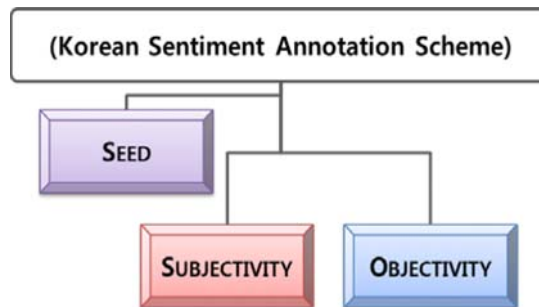 (Korean Sentiment Annotation Scheme)
SEED
SUBJECTIVITY
OBJECTIVITY